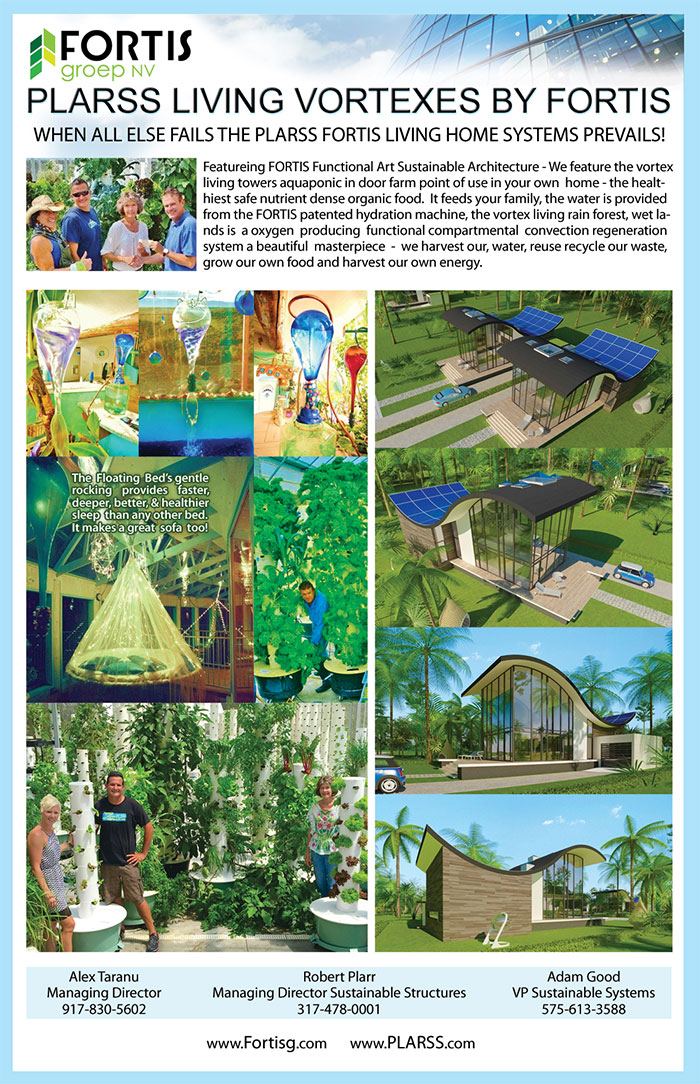 FORTIS
groep NV
PLARSS LIVING VORTEXES BY FORTIS
WHEN ALL ELSE FAILS THE PLARSS FORTIS LIVING HOME SYSTEMS PREVAILS!
Featureing FORTIS Functional Art Sustainable Architecture - We feature the vortex
living towers aquaponic in door farm point of use in your own home - the healt-
hiest safe nutrient dense organic food. It feeds your family, the water is provided
from the FORTIS patented hydration machine, the vortex living rain forest, wet la-
nds is a oxygen producing functional compartmental convection regeneration
system a beautiful masterpiece - we harvest our, water, reuse recycle our waste,
grow our own food and harvest our own energy.
The Floating Bed's gentle
rocking provides faster,
deeper, better, & healthier
sleep than any other bed.
It makes a great sofa too!
Alex Taranu
Managing Director
917-830-5602
Robert Plarr
Managing Director Sustainable Structures
317-478-0001
Adam Good
VP Sustainable Systems
575-613-3588
www.Fortisg.com www.PLARSS.com